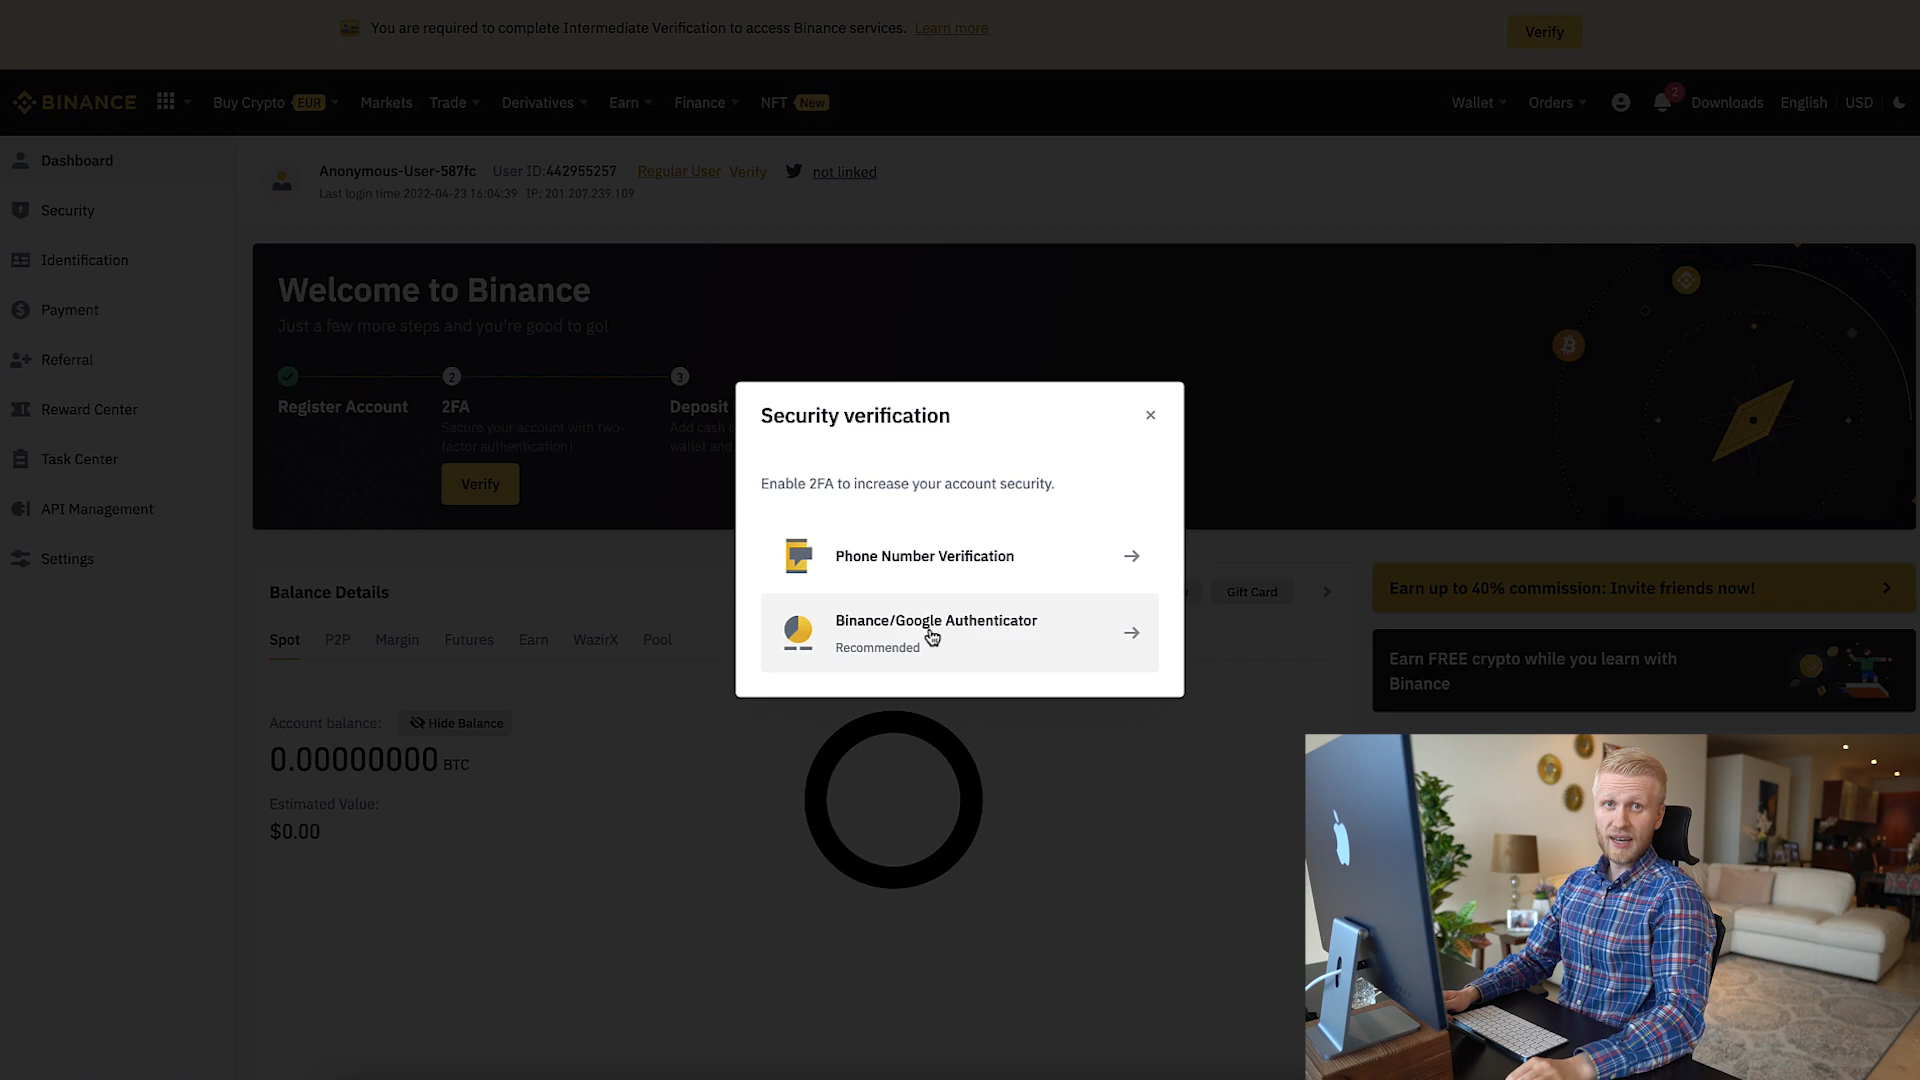 You are required to complete Intermediate Verification to access Binance services. Learn more
Verify
BINANCE
Buy Crypto EUR Markets Trade Derivatives Earn Finance NFT New
Wallet Orders 2 Downloads English USD
Dashboard
Security
Identification
Payment
Referral
Reward Center
Task Center
API Management
Settings
Anonymous-User-587fc User ID:442955257 Regular User Verify not linked
Last login time 2022-04-23 16:04:39 IP: 201.207.239.109
Welcome to Binance
Just a few more steps and you're good to go!
2
3
Register Account
2FA
Secure your account with two-
factor authentication!
Verify
Deposit
Add cash
wallet and
Security verification
Enable 2FA to increase your account security.
Phone Number Verification
Binance/Google Authenticator
Recommended
Balance Details
Gift Card
Spot P2P Margin Futures Earn WazirX Pool
Account balance: Hide Balance
0.00000000 BTC
Estimated Value:
$0.00
Earn up to 40% commission: Invite friends now!
Earn FREE crypto while you learn with
Binance